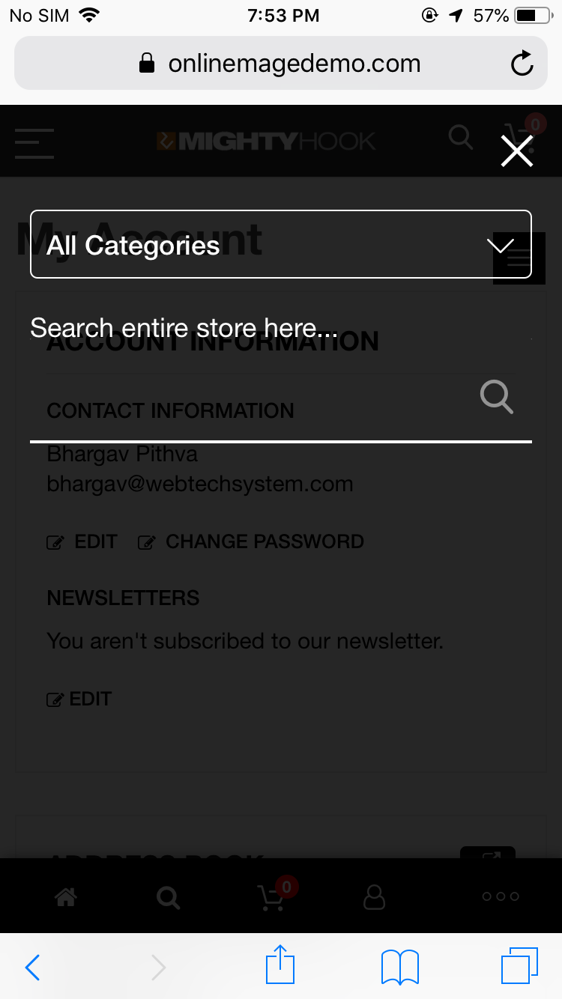 No SIM 7:53 PM 57%
onlinemagedemo.com
MIGHTYHOOK 0
My Account
All Categories
Search entire store here...
ACCOUNT INFORMATION
CONTACT INFORMATION
Bhargav Pithva
bhargav@webtechsystem.com
EDIT CHANGE PASSWORD
NEWSLETTERS
You aren't subscribed to our newsletter.
EDIT
ADDRESS BOOK
0